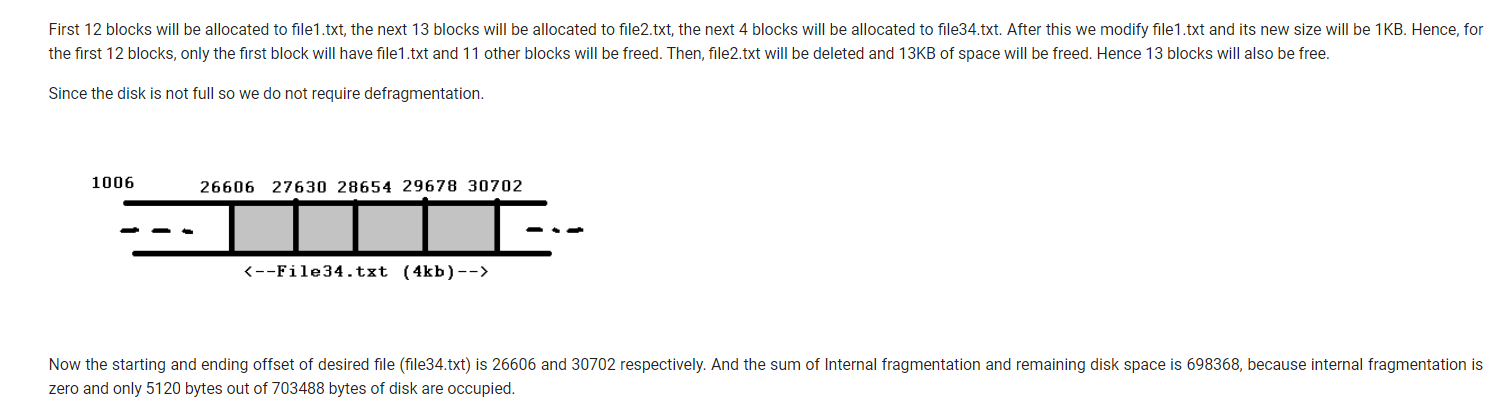 First 12 blocks will be allocated to file1.txt, the next 13 blocks will be allocated to file2.txt, the next 4 blocks will be allocated to file34.txt. After this we modify file1.txt and its new size will be 1KB. Hence, for
the first 12 blocks, only the first block will have file1.txt and 11 other blocks will be freed. Then, file2.txt will be deleted and 13KB of space will be freed. Hence 13 blocks will also be free.
Since the disk is not full so we do not require defragmentation.
1006 26606 27630 28654 29678 30702
<--File34.txt (4kb)-->
Now the starting and ending offset of desired file (file34.txt) is 26606 and 30702 respectively. And the sum of Internal fragmentation and remaining disk space is 698368, because internal fragmentation is
zero and only 5120 bytes out of 703488 bytes of disk are occupied.